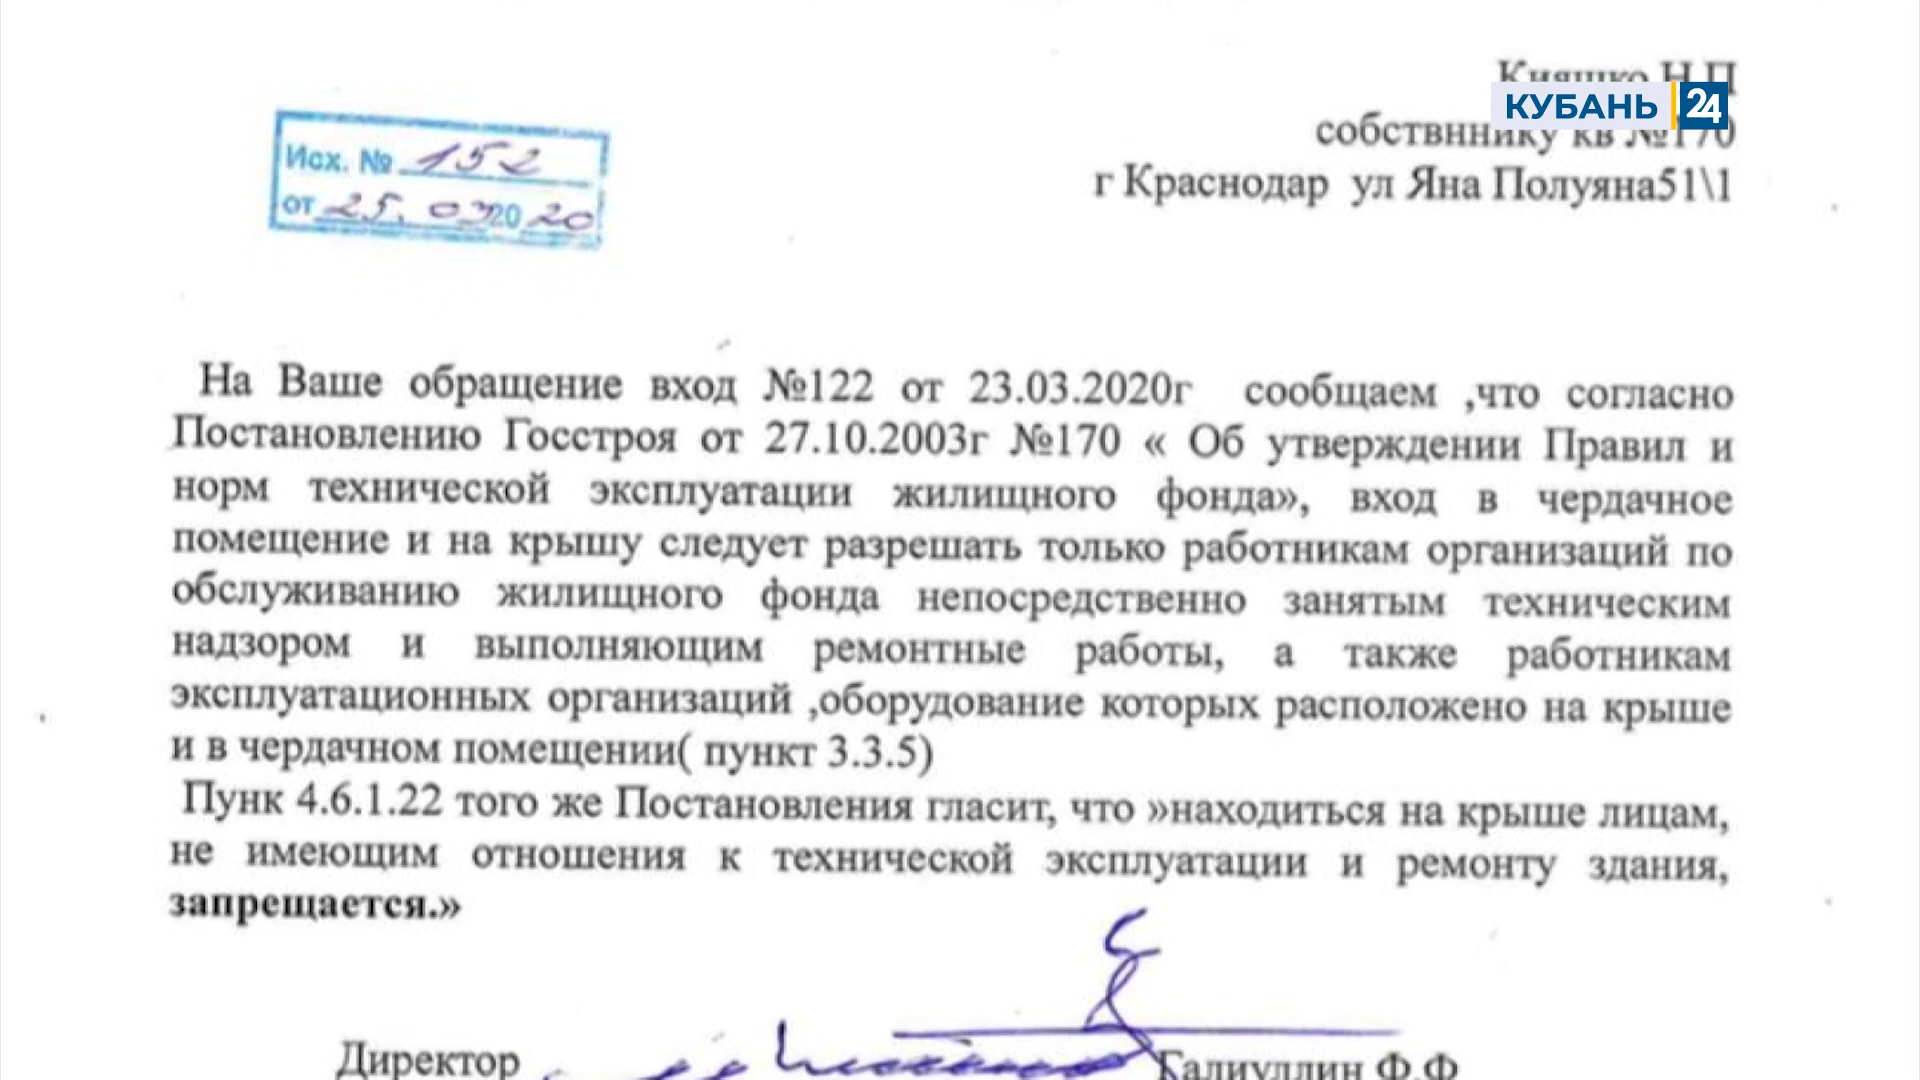 Кияшко Н.П
КУБАНЬ 24
собствннику кв №170
г Краснодар ул Яна Полуяна51\1
Исх. № 152
от 25. 03 2020
На Ваше обращение вход №122 от 23.03.2020г сообщаем ,что согласно
Постановлению Госстроя от 27.10.2003г №170 « Об утверждении Правил и
норм технической эксплуатации жилищного фонда», вход в чердачное
помещение и на крышу следует разрешать только работникам организаций по
обслуживанию жилищного фонда непосредственно занятым техническим
надзором и выполняющим ремонтные работы, а также работникам
эксплуатационных организаций ,оборудование которых расположено на крыше
и в чердачном помещении( пункт 3.3.5)
Пунк 4.6.1.22 того же Постановления гласит, что »находиться на крыше лицам,
не имеющим отношения к технической эксплуатации и ремонту здания,
запрещается.»
Директор
Галиуллин Ф.Ф